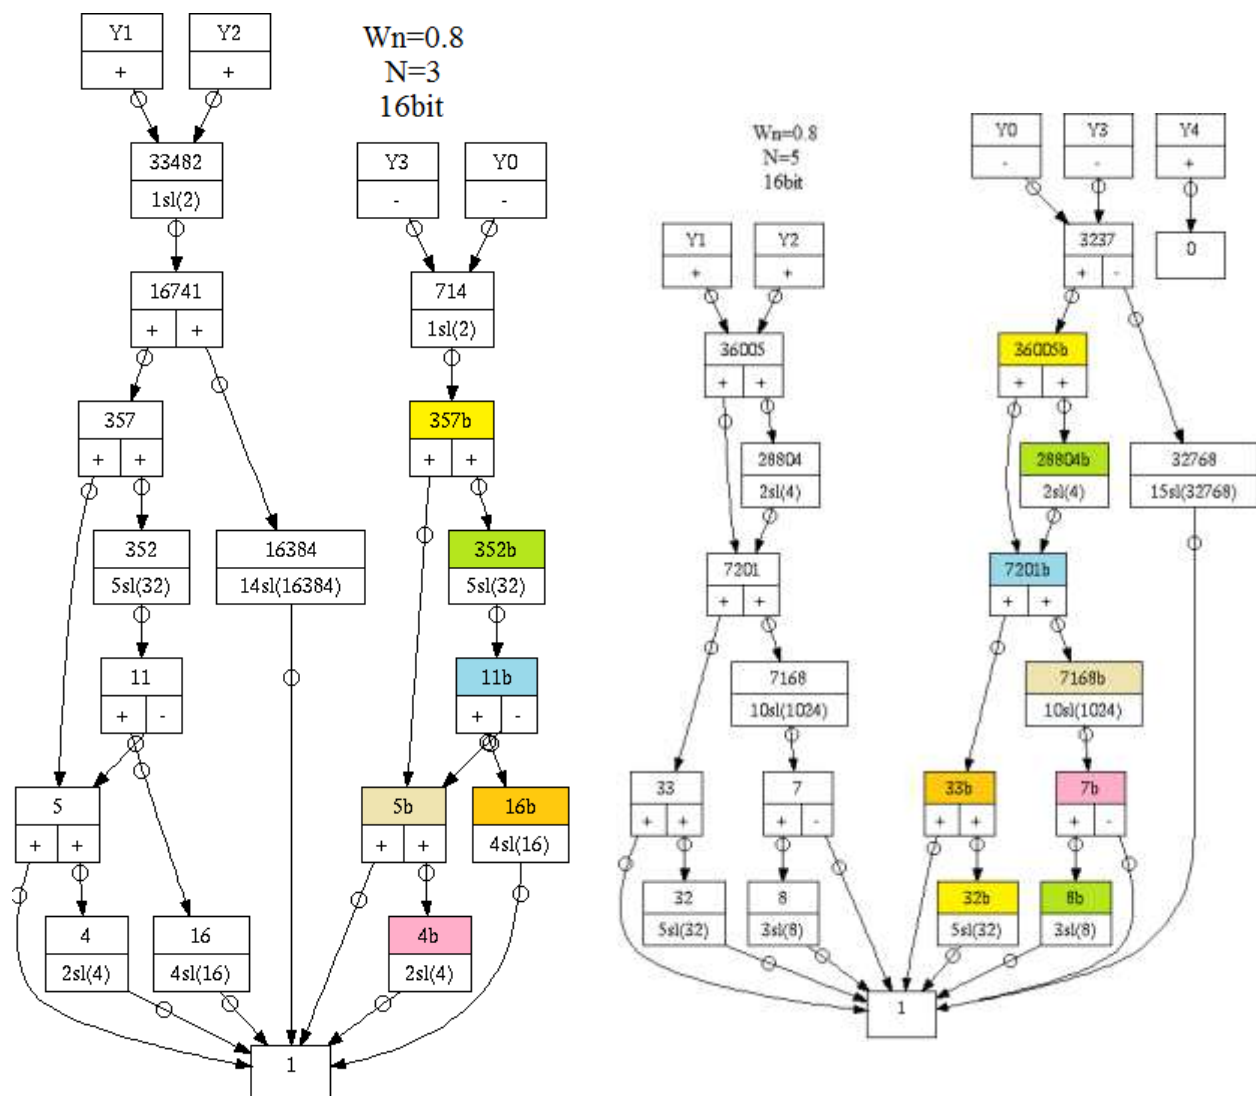 Y1
+
Y2
+
Wn=0.8
N=3
16bit
33482
1sl(2)
Y3
-
Y0
-
16741
+ +
714
1sl(2)
357
+ +
357b
+ +
352
5sl(32)
16384
14sl(16384)
352b
5sl(32)
11
+ -
11b
+ -
5
+ +
5b
+ +
16b
4sl(16)
4
2sl(4)
16
4sl(16)
4b
2sl(4)
1
Wn=0.8
N=5
16bit
Y0
-
Y3
-
Y4
+
Y1
+
Y2
+
3237
+ -
0
36005
+ +
36005b
+ +
28804
2sl(4)
28804b
2sl(4)
32768
15sl(32768)
7201
+ +
7201b
+ +
7168
10sl(1024)
7168b
10sl(1024)
33
+ +
7
+ -
33b
+ +
7b
+ -
32
5sl(32)
8
3sl(8)
32b
5sl(32)
8b
3sl(8)
1